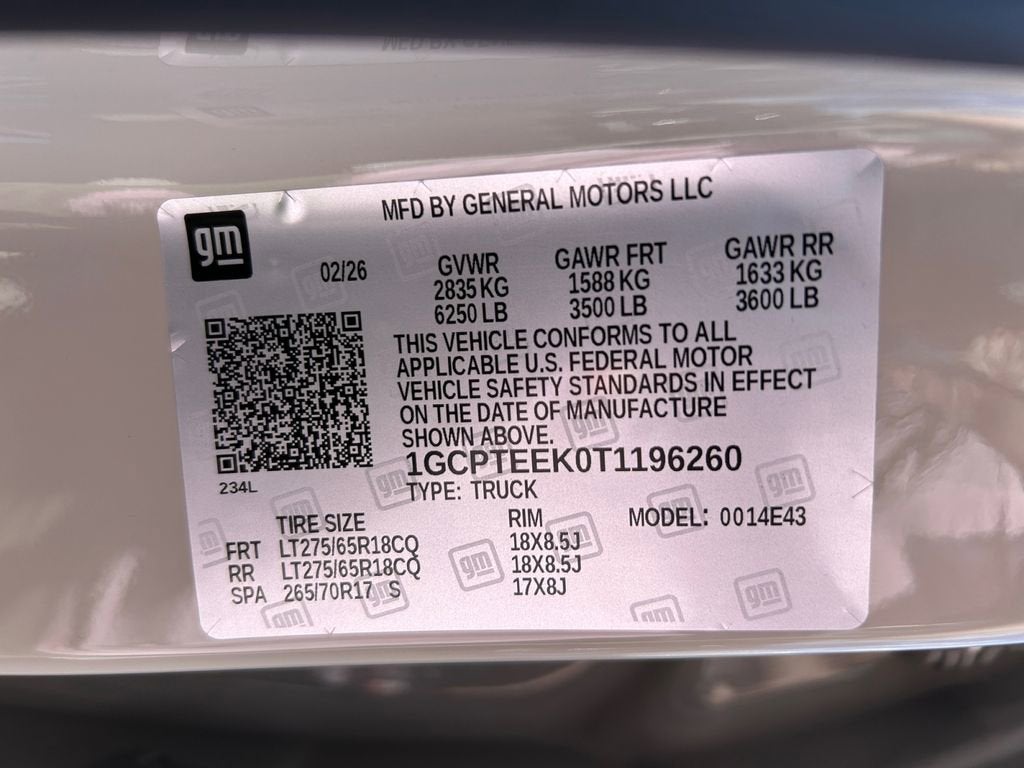 MFD BY GENERAL MOTORS LLC
gm
02/26
GVWR GAWR FRT GAWR RR
2835 KG 1588 KG 1633 KG
6250 LB 3500 LB 3600 LB
THIS VEHICLE CONFORMS TO ALL
APPLICABLE U.S. FEDERAL MOTOR
VEHICLE SAFETY STANDARDS IN EFFECT
ON THE DATE OF MANUFACTURE
SHOWN ABOVE.
1GCPTEEK0T1196260
234L
TYPE: TRUCK
TIRE SIZE RIM MODEL: 0014E43
FRT LT275/65R18CQ 18X8.5J
RR LT275/65R18CQ 18X8.5J
SPA 265/70R17 S 17X8J